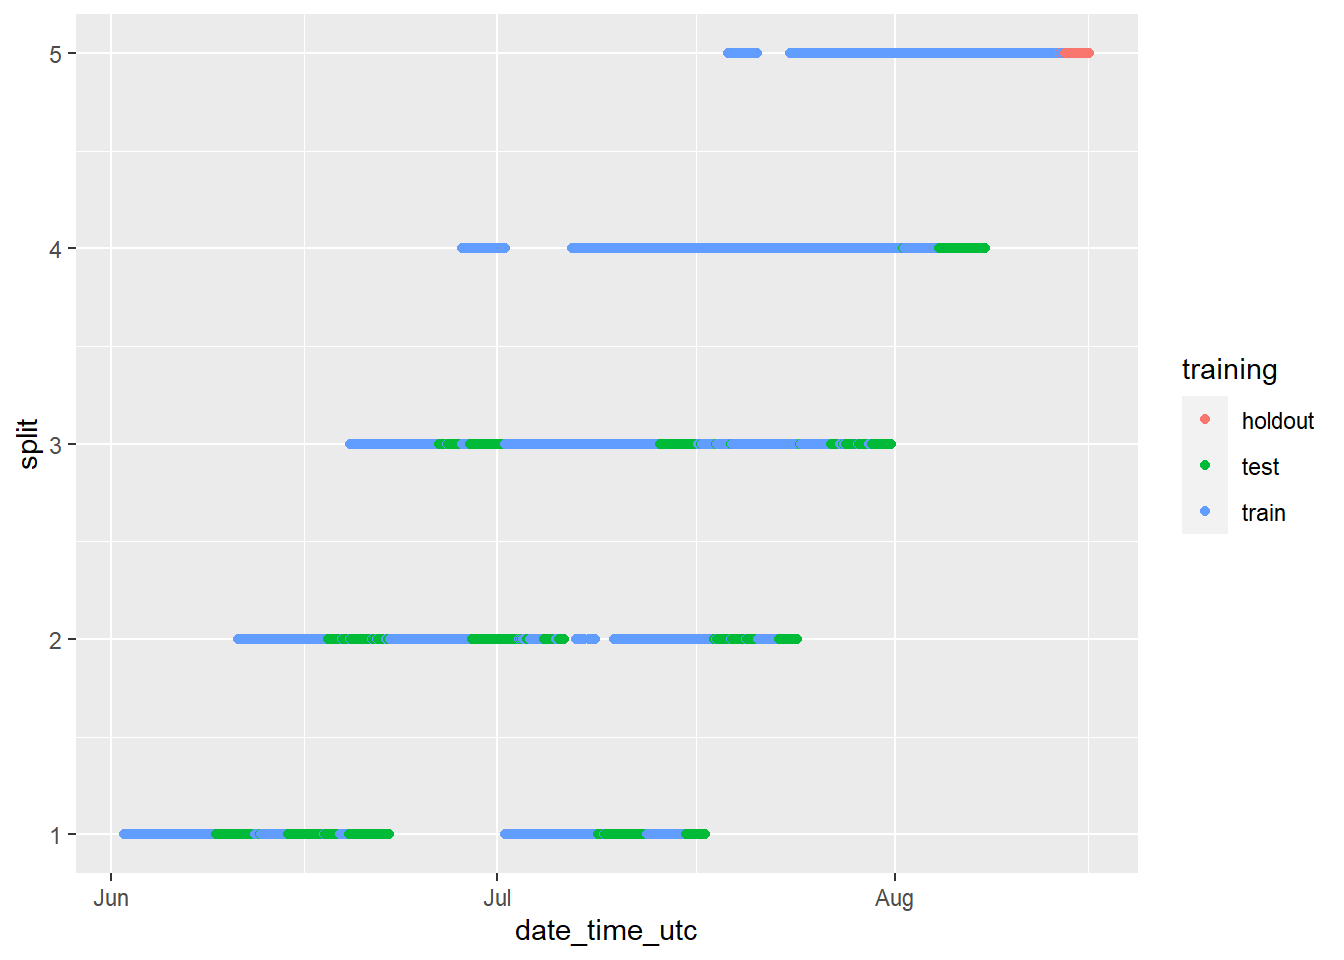 5
4
3
2
1
split
Jun
Jul
Aug
date_time_utc
training
holdout
test
train